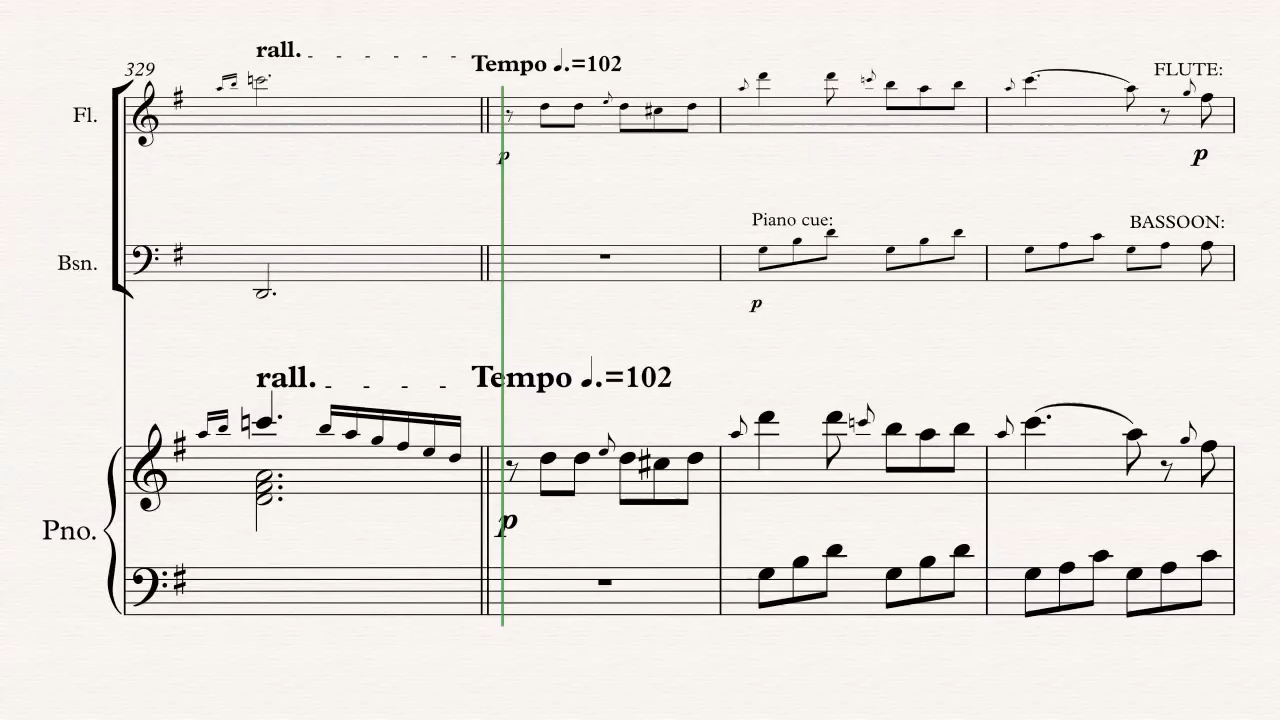 rall.
Tempo ♩.=102
329
FLUTE:
Fl.
p
p
Piano cue:
BASSOON:
Bsn.
p
rall.
Tempo ♩.=102
p
Pno.